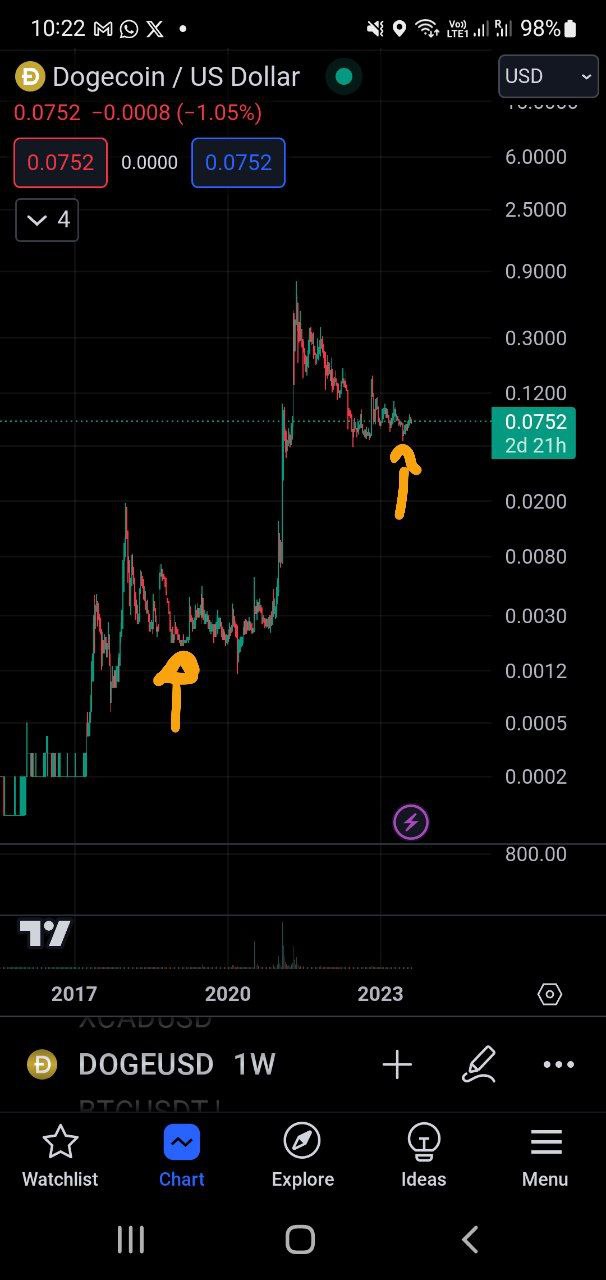 10:22 98%
Dogecoin / US Dollar USD
0.0752 −0.0008 (−1.05%)
0.0752 0.0000 0.0752
4
6.0000
2.5000
0.9000
0.3000
0.1200
0.0752
2d 21h
0.0200
0.0080
0.0030
0.0012
0.0005
0.0002
800.00
2017 2020 2023
XCADUSD
DOGEUSD 1W
Watchlist Chart Explore Ideas Menu